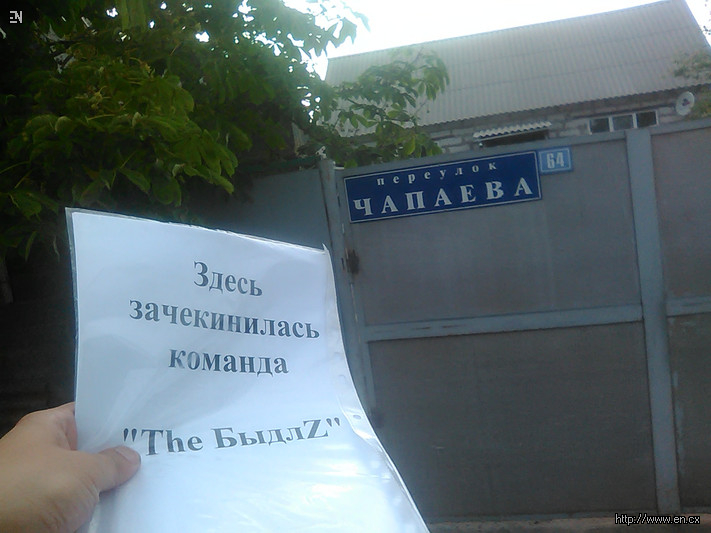 EN
переулок
ЧАПАЕВА
64
Здесь
зачекинилась
команда
"The БыдлZ"
http://www.en.cx